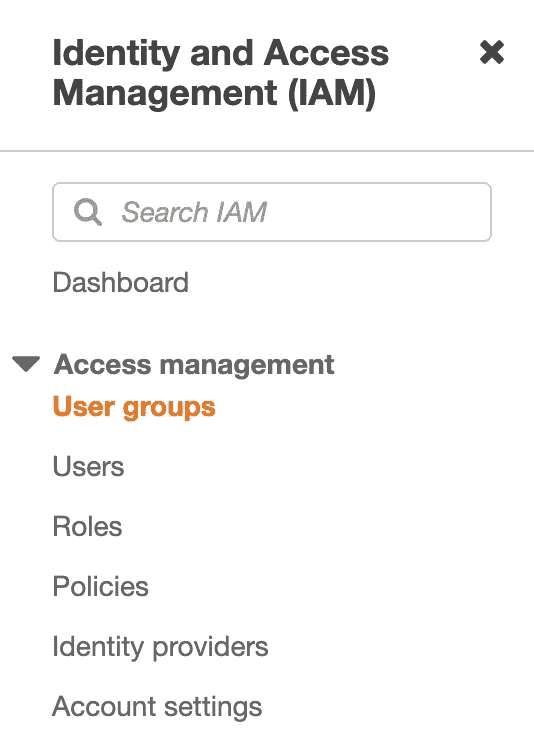 Identity and Access
Management (IAM)
Search IAM
Dashboard
Access management
User groups
Users
Roles
Policies
Identity providers
Account settings